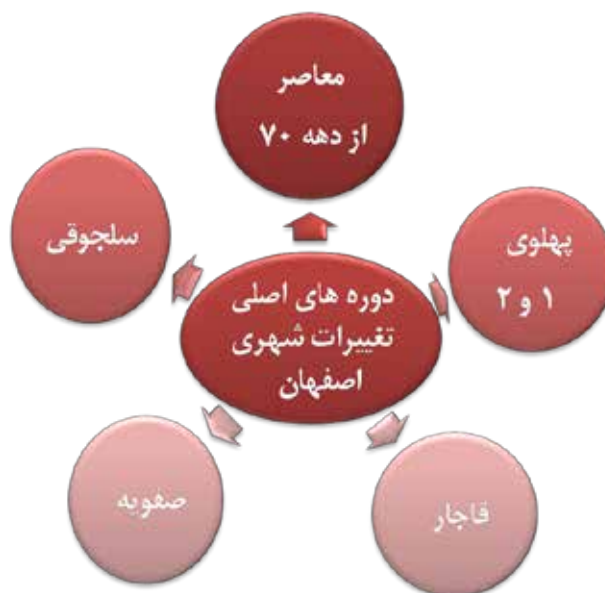 معاصر
از دهه ۷۰
سلجوقی
پهلوی
۱ و ۲
دوره های اصلی
تغییرات شهری
اصفهان
صفویه
قاجار